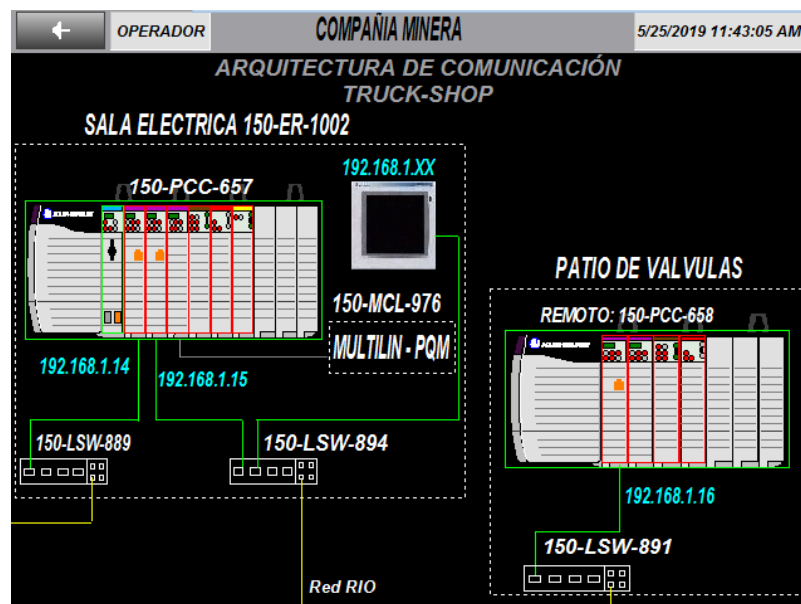 OPERADOR
COMPAÑIA MINERA
5/25/2019 11:43:05 AM
ARQUITECTURA DE COMUNICACIÓN
TRUCK-SHOP
SALA ELECTRICA 150-ER-1002
192.168.1.XX
150-PCC-657
PATIO DE VALVULAS
150-MCL-976
REMOTO: 150-PCC-658
MULTILIN - PQM
192.168.1.14
192.168.1.15
150-LSW-889
150-LSW-894
192.168.1.16
150-LSW-891
Red RIO